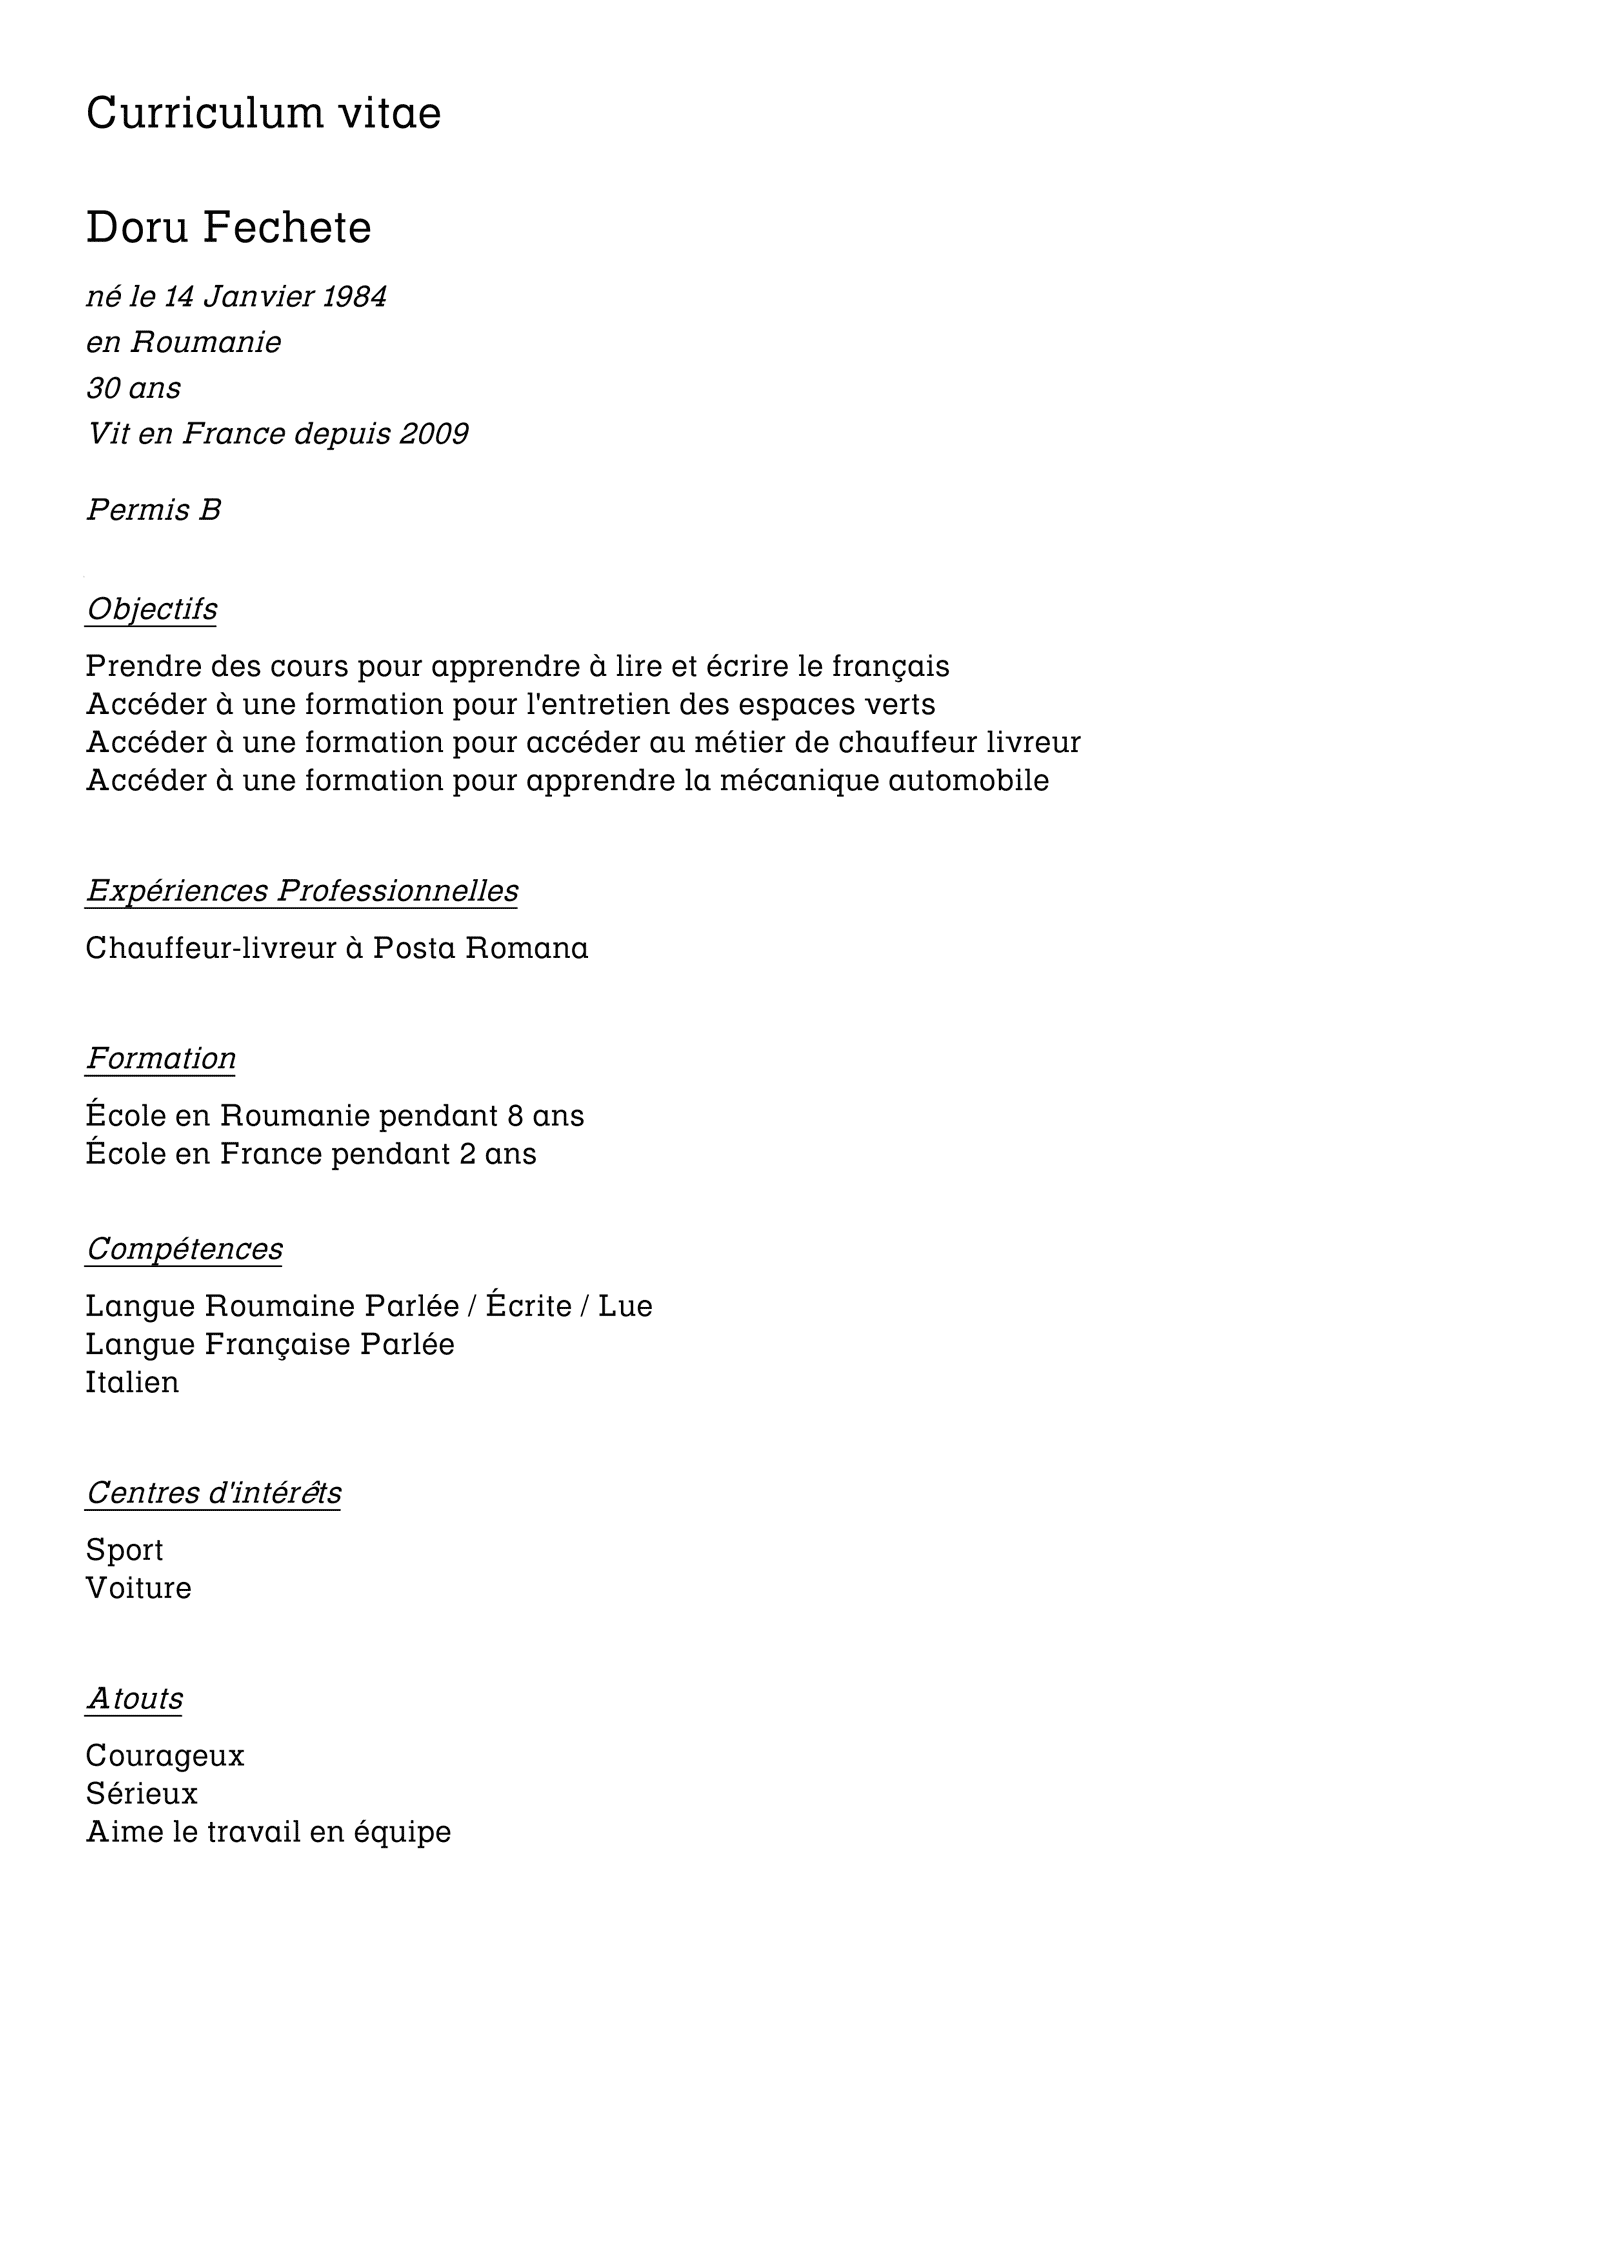 Curriculum vitae
Doru Fechete
né le 14 Janvier 1984
en Roumanie
30 ans
Vit en France depuis 2009
Permis B
Objectifs
Prendre des cours pour apprendre à lire et écrire le français
Accéder à une formation pour l'entretien des espaces verts
Accéder à une formation pour accéder au métier de chauffeur livreur
Accéder à une formation pour apprendre la mécanique automobile
Expériences Professionnelles
Chauffeur-livreur à Posta Romana
Formation
École en Roumanie pendant 8 ans
École en France pendant 2 ans
Compétences
Langue Roumaine Parlée / Écrite / Lue
Langue Française Parlée
Italien
Centres d'intérêts
Sport
Voiture
Atouts
Courageux
Sérieux
Aime le travail en équipe